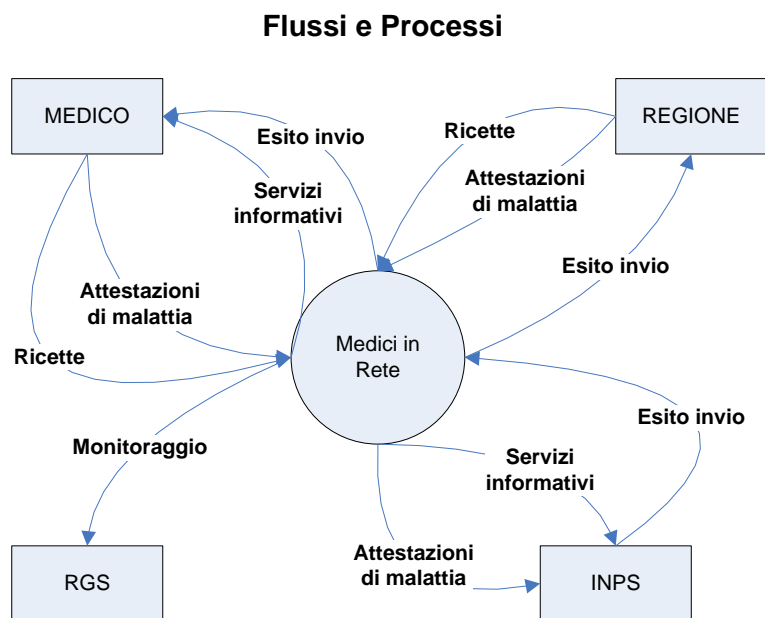 Flussi e Processi
MEDICO
REGIONE
Esito invio
Ricette
Servizi
informativi
Attestazioni
di malattia
Esito invio
Attestazioni
di malattia
Ricette
Medici in
Rete
Monitoraggio
Esito invio
Servizi
informativi
Attestazioni
di malattia
RGS
INPS